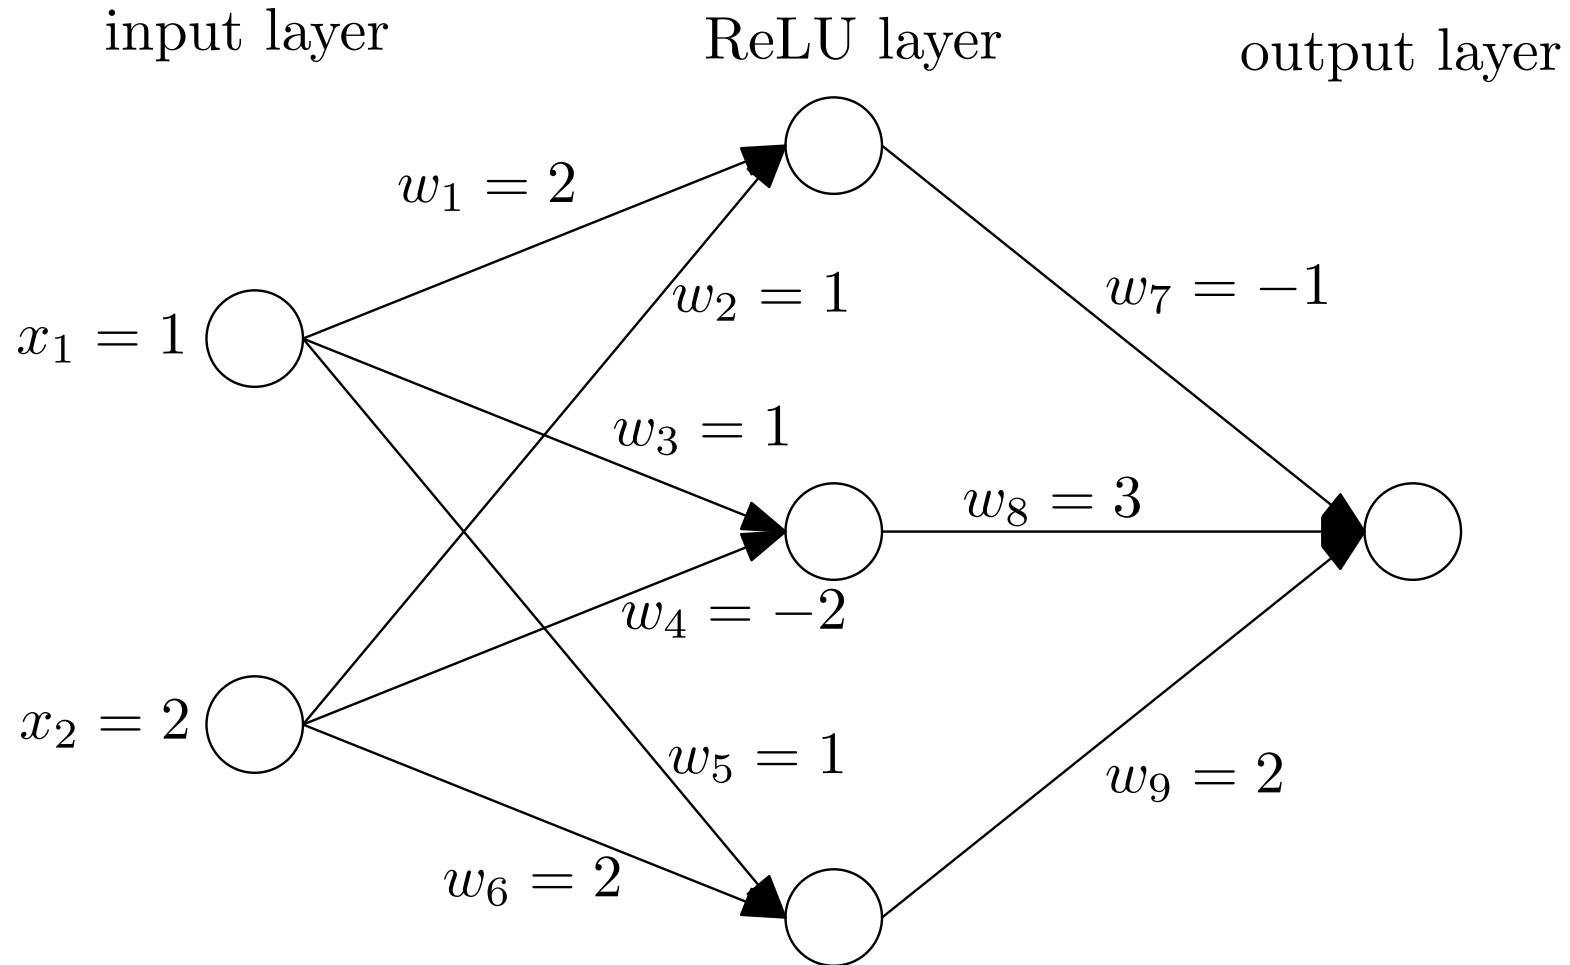 input layer
ReLU layer
output layer
w₁ = 2
w₂ = 1
w₇ = −1
x₁ = 1
w₃ = 1
w₈ = 3
w₄ = −2
x₂ = 2
w₅ = 1
w₉ = 2
w₆ = 2